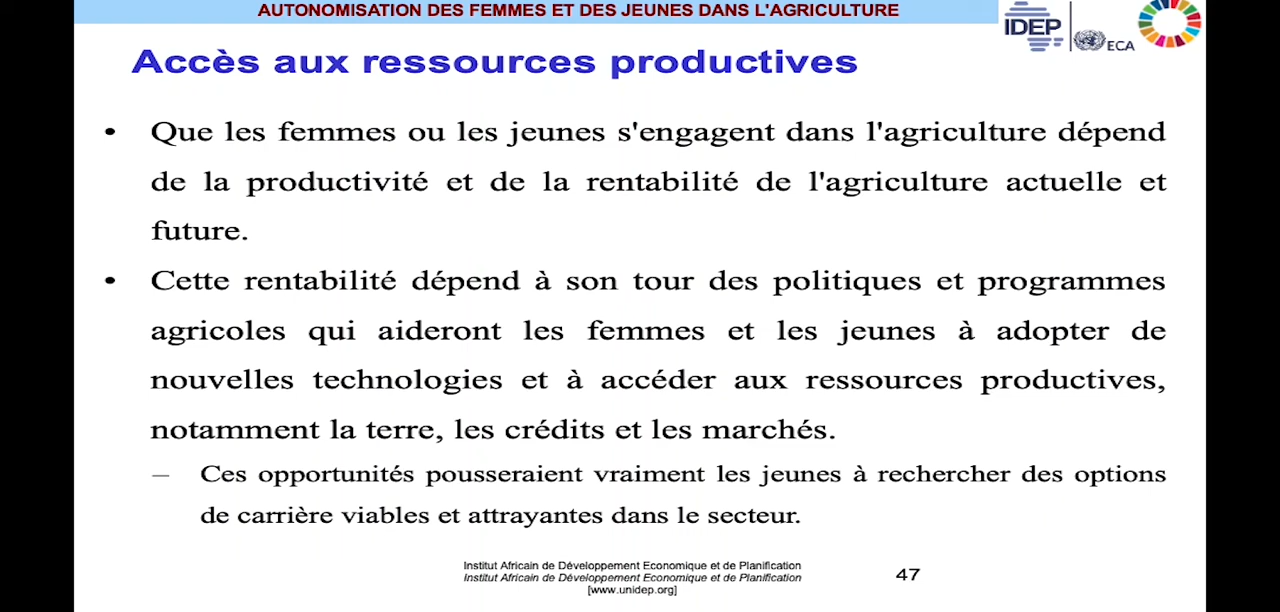 AUTONOMISATION DES FEMMES ET DES JEUNES DANS L'AGRICULTURE
IDEP
ECA
Accès aux ressources productives
• Que les femmes ou les jeunes s'engagent dans l'agriculture dépend
de la productivité et de la rentabilité de l'agriculture actuelle et
future.
• Cette rentabilité dépend à son tour des politiques et programmes
agricoles qui aideront les femmes et les jeunes à adopter de
nouvelles technologies et à accéder aux ressources productives,
notamment la terre, les crédits et les marchés.
– Ces opportunités pousseraient vraiment les jeunes à rechercher des options
de carrière viables et attrayantes dans le secteur.
Institut Africain de Développement Economique et de Planification
Institut Africain de Développement Economique et de Planification
[www.unidep.org]
47